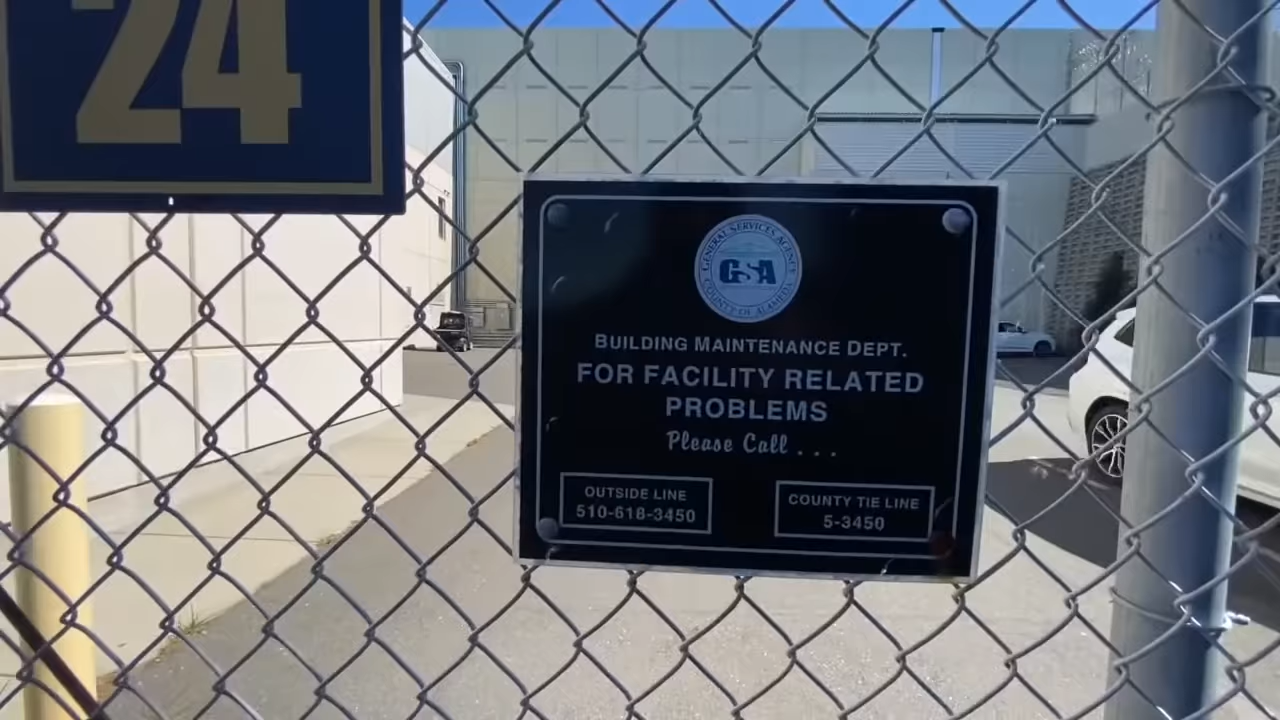 24
GENERAL SERVICES AGENCY
GSA
COUNTY OF ALAMEDA
BUILDING MAINTENANCE DEPT.
FOR FACILITY RELATED
PROBLEMS
Please Call . . .
OUTSIDE LINE
510-618-3450
COUNTY TIE LINE
5-3450